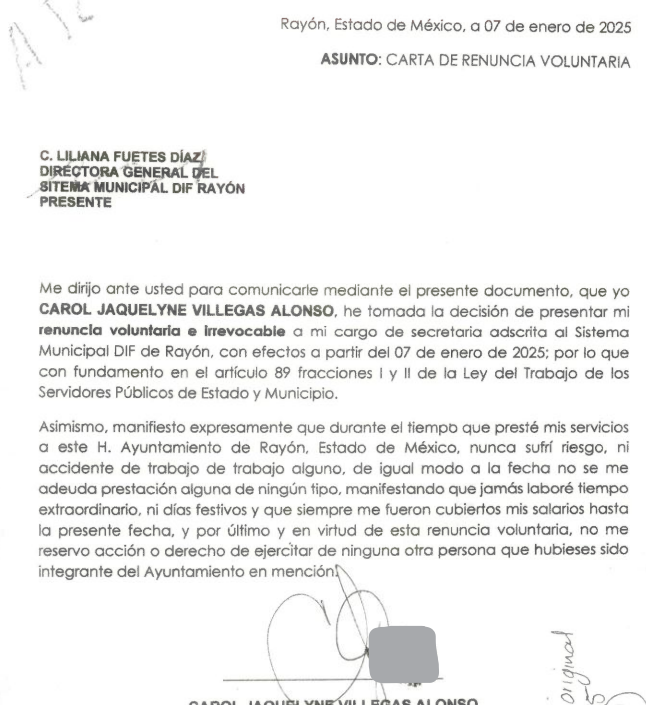 Rayón, Estado de México, a 07 de enero de 2025
ASUNTO: CARTA DE RENUNCIA VOLUNTARIA
C. LILIANA FUETES DÍAZ
DIRECTORA GENERAL DEL
SITEMA MUNICIPAL DIF RAYÓN
PRESENTE
Me dirijo ante usted para comunicarle mediante el presente documento, que yo
CAROL JAQUELYNE VILLEGAS ALONSO, he tomada la decisión de presentar mi
renuncia voluntaria e irrevocable a mi cargo de secretaria adscrita al Sistema
Municipal DIF de Rayón, con efectos a partir del 07 de enero de 2025; por lo que
con fundamento en el artículo 89 fracciones I y II de la Ley del Trabajo de los
Servidores Públicos de Estado y Municipio.
Asimismo, manifiesto expresamente que durante el tiempo que presté mis servicios
a este H. Ayuntamiento de Rayón, Estado de México, nunca sufrí riesgo, ni
accidente de trabajo de trabajo alguno, de igual modo a la fecha no se me
adeuda prestación alguna de ningún tipo, manifestando que jamás laboré tiempo
extraordinario, ni días festivos y que siempre me fueron cubiertos mis salarios hasta
la presente fecha, y por último y en virtud de esta renuncia voluntaria, no me
reservo acción o derecho de ejercitar de ninguna otra persona que hubieses sido
integrante del Ayuntamiento en mención.
CAROL JAQUELYNE VILLEGAS ALONSO
original